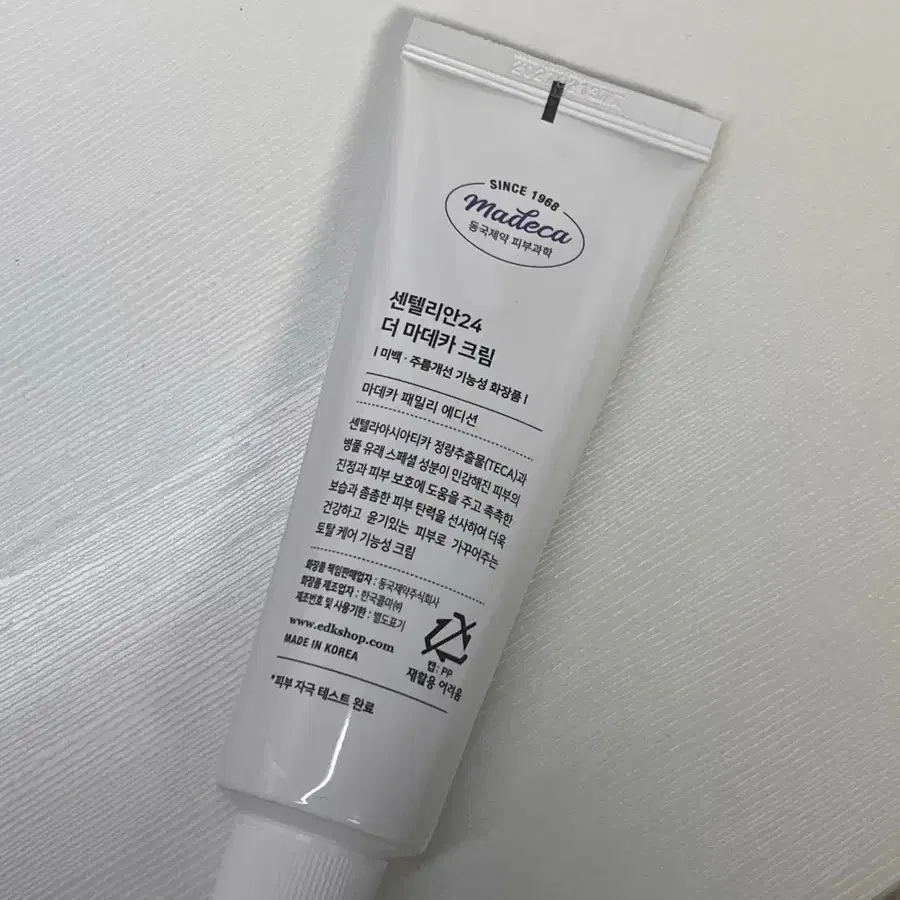 SINCE 1968
madeca
동국제약 피부과학
센텔리안24
더 마데카 크림
I 미백 · 주름개선 기능성 화장품 I
마데카 패밀리 에디션
센텔라아시아티카 정량추출물(TECA)과
병풀 유래 스페셜 성분이 민감해진 피부의
진정과 피부 보호에 도움을 주고 촉촉한
보습과 촘촘한 피부 탄력을 선사하여 더욱
건강하고 윤기있는 피부로 가꾸어주는
토탈 케어 기능성 크림
화장품 책임판매업자 : 동국제약주식회사
화장품 제조업자 : 한국콜마㈜
제조번호 및 사용기한 : 별도표기
www.edkshop.com
MADE IN KOREA
캡 : PP
재활용 어려움
*피부 자극 테스트 완료